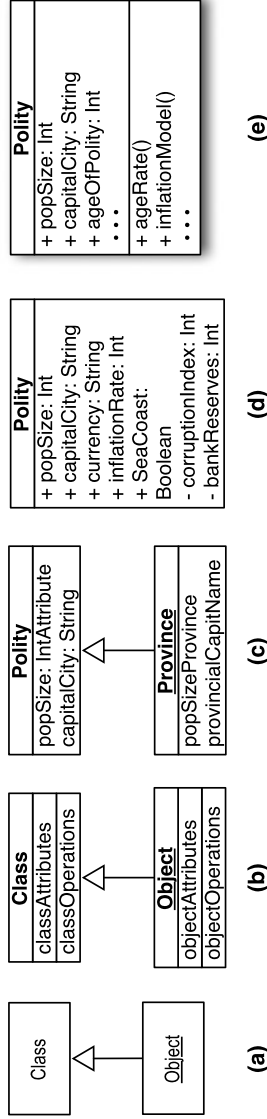 Class
Object
(a)
Class
classAttributes
classOperations
Object
objectAttributes
objectOperations
(b)
Polity
popSize: IntAttribute
capitalCity: String
Province
popSizeProvince
provincialCapitName
(c)
Polity
+ popSize: Int
+ capitalCity: String
+ currency: String
+ inflationRate: Int
+ SeaCoast:
Boolean
- corruptionIndex: Int
- bankReserves: Int
(d)
Polity
+ popSize: Int
+ capitalCity: String
+ ageOfPolity: Int
• • •
+ ageRate()
+ inflationModel()
• • •
(e)